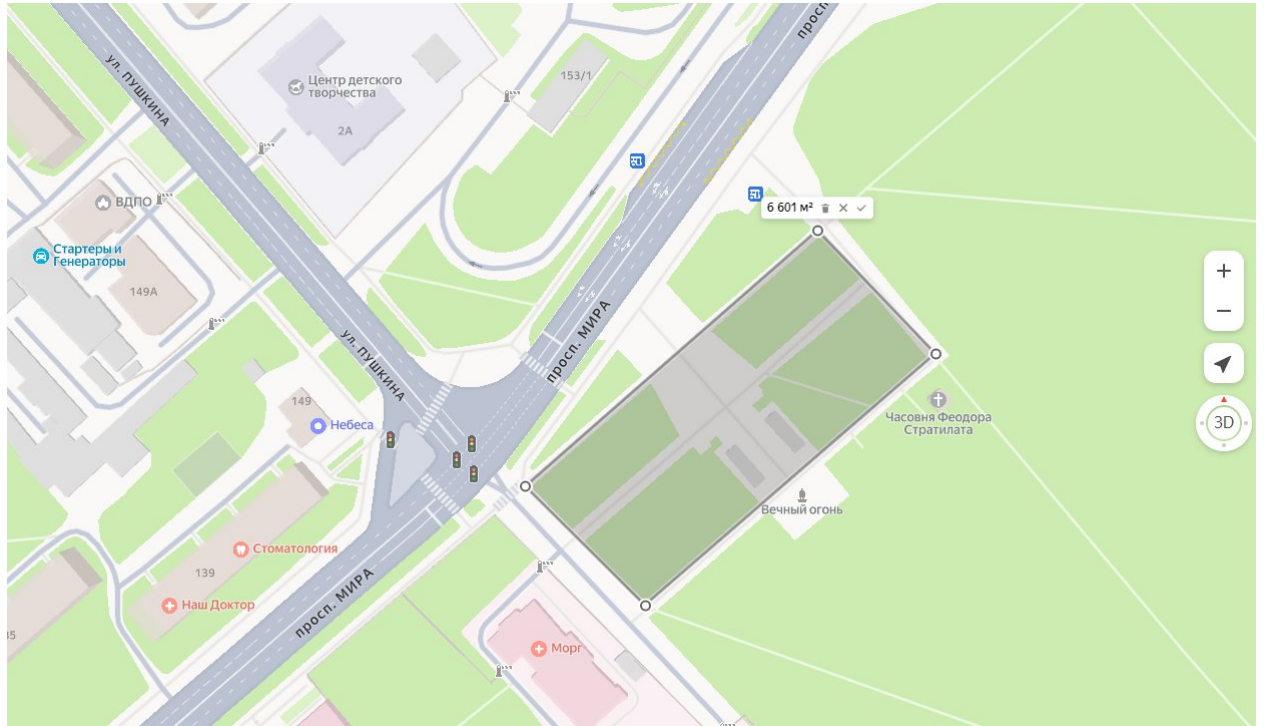 ул. ПУШКИНА
Центр детского
творчества
2А
153/1
просп
ВДПО
Стартеры и
Генераторы
149А
6 601 м²
ул. ПУШКИНА
просп. МИРА
149
Небеса
Часовня Феодора
Стратилата
3D
Вечный огонь
Стоматология
139
Наш Доктор
просп. МИРА
Морг